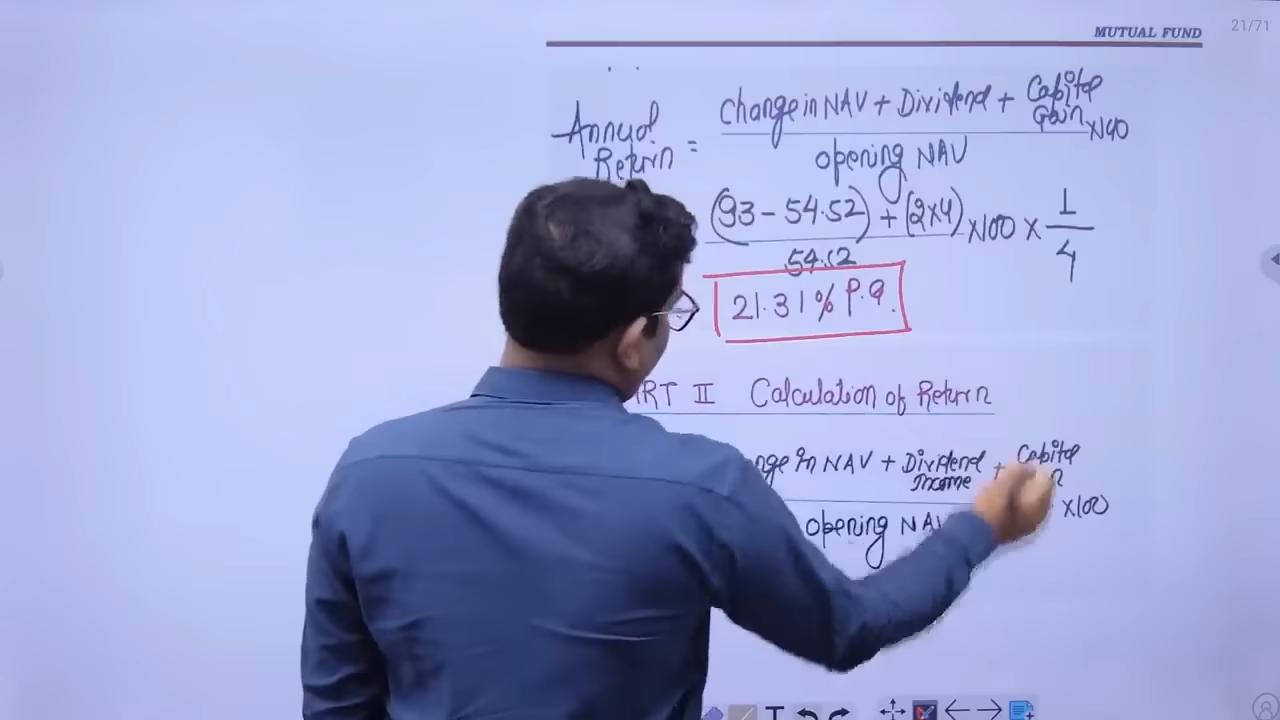 21/71
MUTUAL FUND
Annual Return = Change in NAV + Dividend + Capital Gain ×100
opening NAV
(93 - 54.52) + (2×4) ×100 × 1/4
54.52
21.31% P.a.
RT II Calculation of Return
nge in NAV + Dividend Income + Capital
×100
opening NAV
T